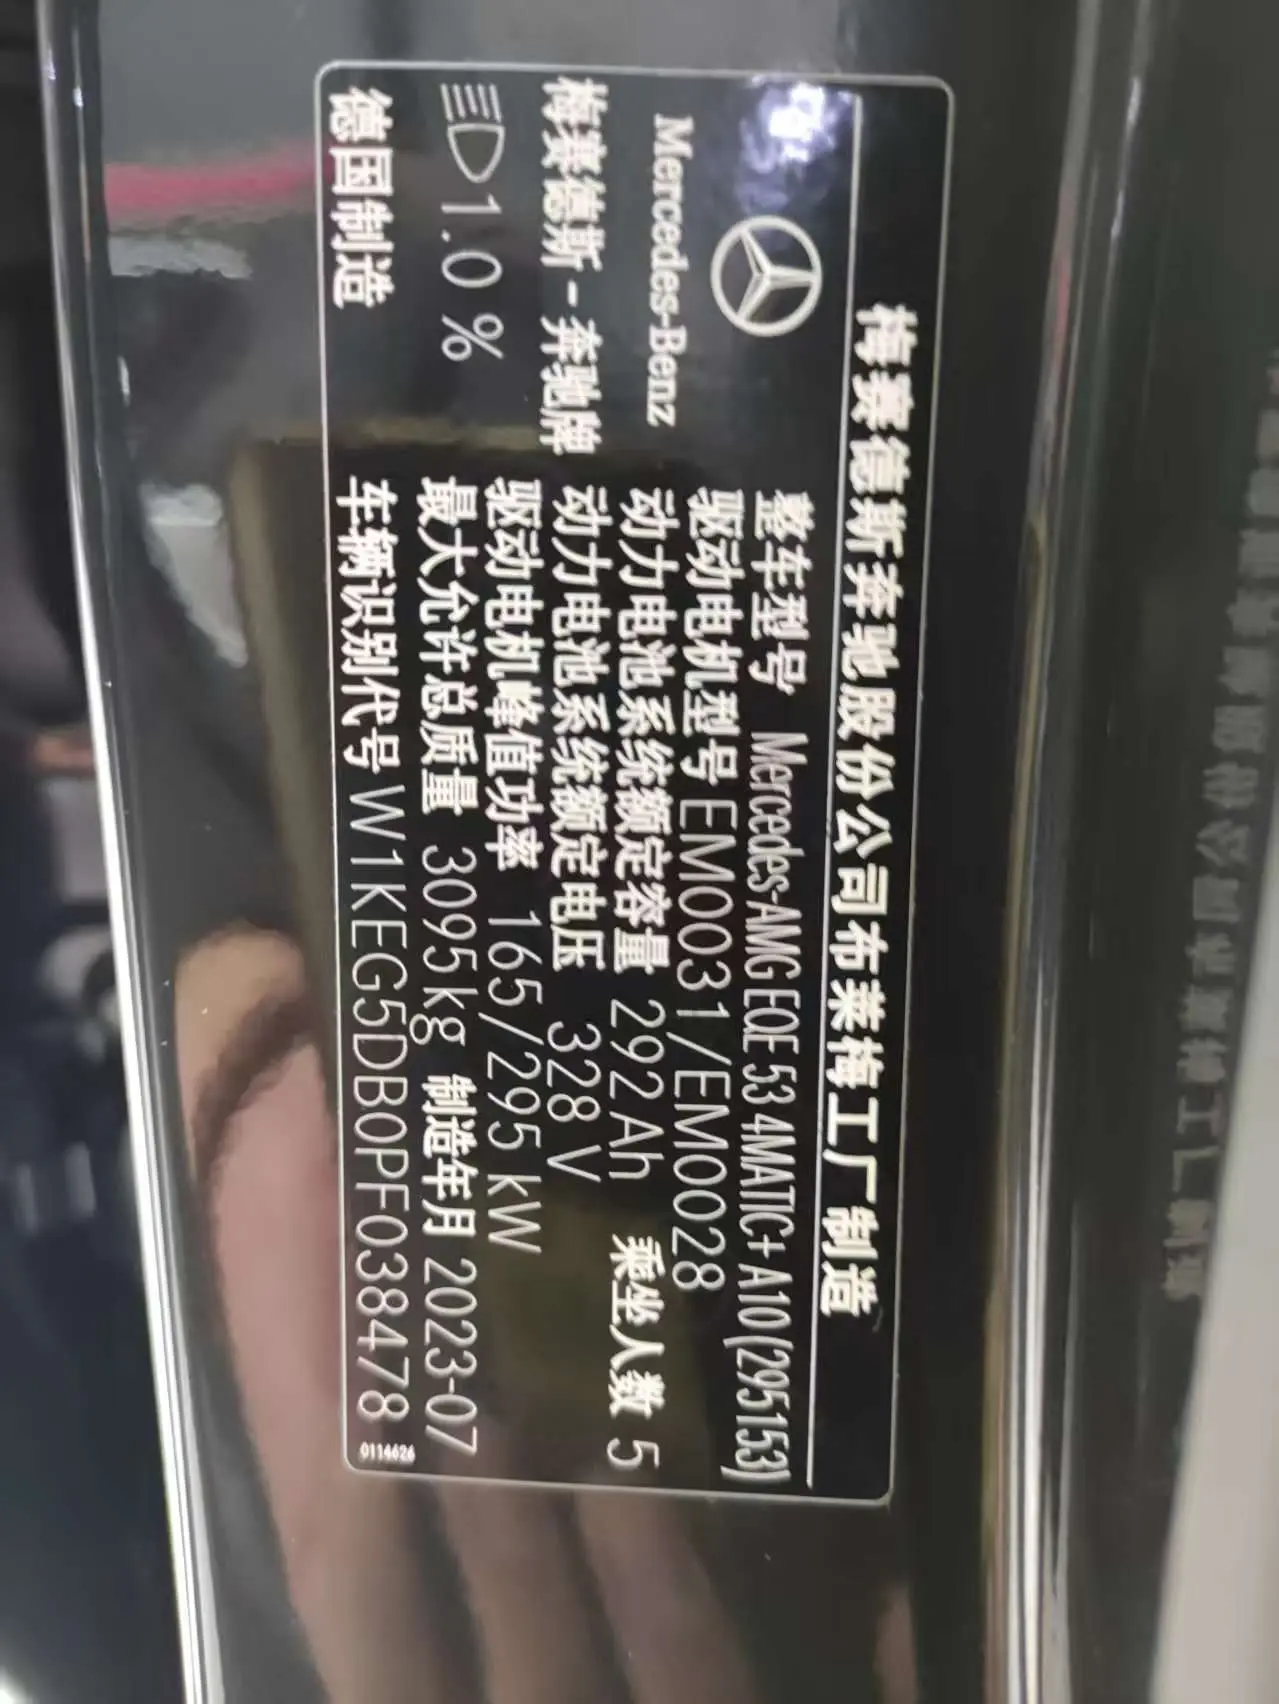 梅赛德斯奔驰股份公司布莱梅工厂制造
Mercedes-Benz
梅赛德斯-奔驰牌
1.0 %
德国制造
整车型号 Mercedes-AMG EQE 53 4MATIC+ A10 (295153)
驱动电机型号 EM0031/EM0028
动力电池系统额定容量 292Ah 乘坐人数 5
动力电池系统额定电压 328 V
驱动电机峰值功率 165/295 kW
最大允许总质量 3095kg 制造年月 2023-07
车辆识别代号 W1KEG5DB0PF038478
0114626